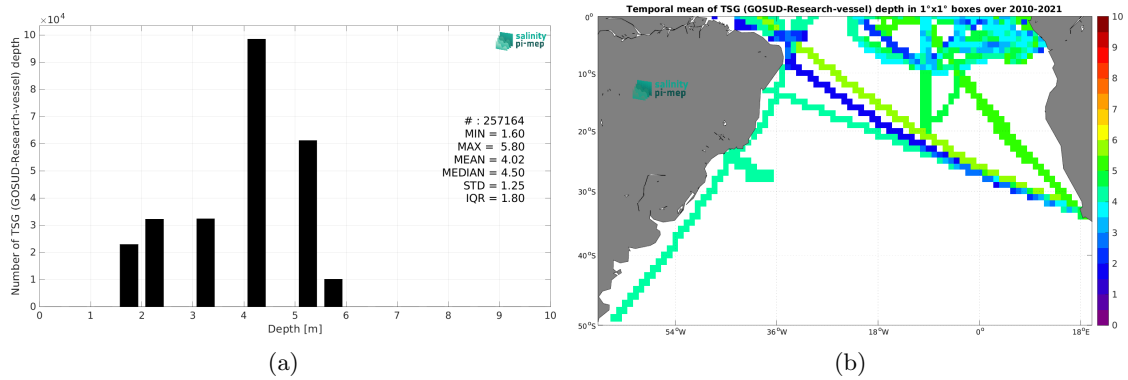 ×10⁴
10
9
8
7
6
5
4
3
2
1
0
Number of TSG (GOSUD-Research-vessel) depth
salinity
pi-mep
# : 257164
MIN = 1.60
MAX = 5.80
MEAN = 4.02
MEDIAN = 4.50
STD = 1.25
IQR = 1.80
0 1 2 3 4 5 6 7 8 9 10
Depth [m]
(a)
Temporal mean of TSG (GOSUD-Research-vessel) depth in 1°x1° boxes over 2010-2021
0°
10°S
20°S
30°S
40°S
50°S
salinity
pi-mep
54°W 36°W 18°W 0° 18°E
10
9
8
7
6
5
4
3
2
1
0
(b)